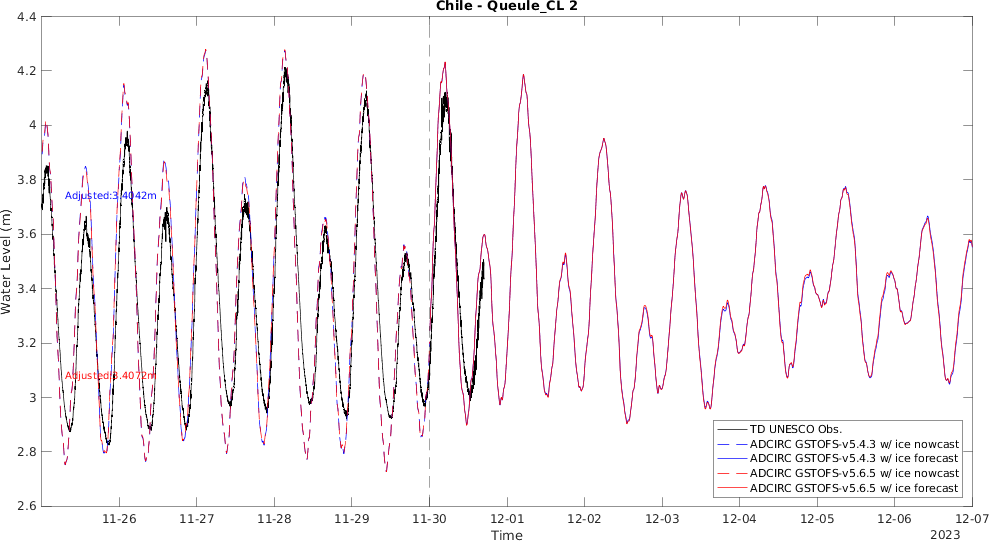 Chile - Queule_CL 2
Water Level (m)
4.4
4.2
4
3.8
3.6
3.4
3.2
3
2.8
2.6
Adjusted:3.4042m
Adjusted:3.4072m
TD UNESCO Obs.
ADCIRC GSTOFS-v5.4.3 w/ ice nowcast
ADCIRC GSTOFS-v5.4.3 w/ ice forecast
ADCIRC GSTOFS-v5.6.5 w/ ice nowcast
ADCIRC GSTOFS-v5.6.5 w/ ice forecast
11-26 11-27 11-28 11-29 11-30 12-01 12-02 12-03 12-04 12-05 12-06 12-07
Time
2023